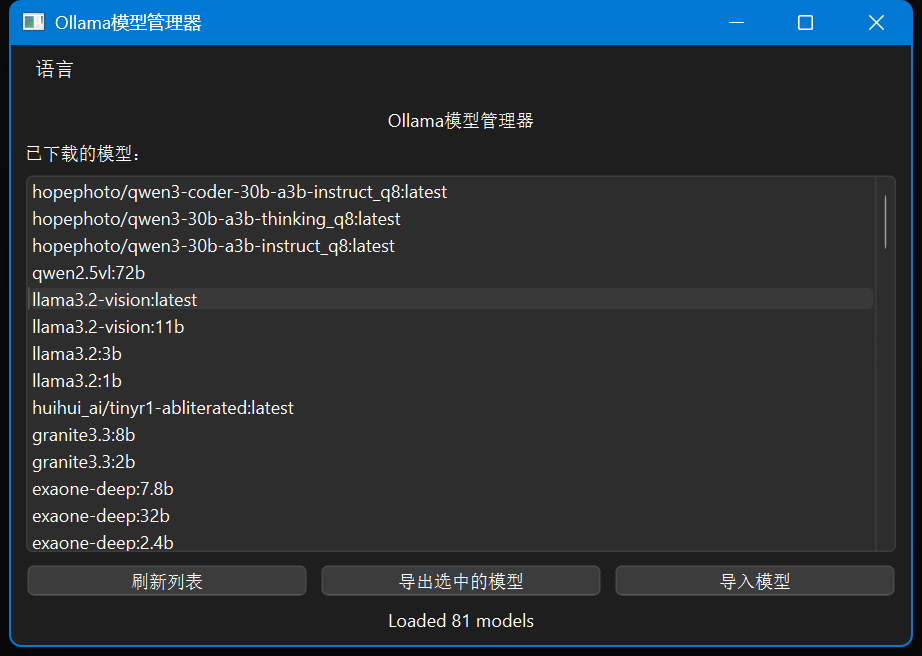 Ollama模型管理器
语言
Ollama模型管理器
已下载的模型：
hopephoto/qwen3-coder-30b-a3b-instruct_q8:latest
hopephoto/qwen3-30b-a3b-thinking_q8:latest
hopephoto/qwen3-30b-a3b-instruct_q8:latest
qwen2.5vl:72b
llama3.2-vision:latest
llama3.2-vision:11b
llama3.2:3b
llama3.2:1b
huihui_ai/tinyr1-abliterated:latest
granite3.3:8b
granite3.3:2b
exaone-deep:7.8b
exaone-deep:32b
exaone-deep:2.4b
刷新列表 导出选中的模型 导入模型
Loaded 81 models